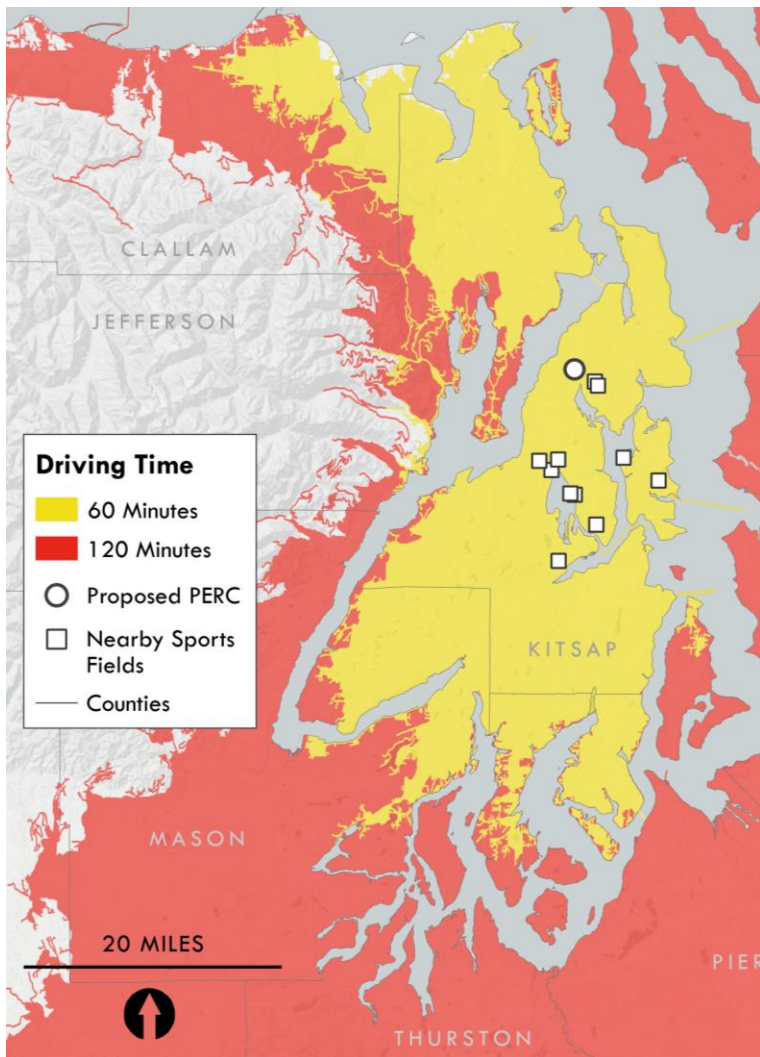 CLALLAM
JEFFERSON
Driving Time
60 Minutes
120 Minutes
Proposed PERC
Nearby Sports
Fields
Counties
KITSAP
MASON
20 MILES
PIER
THURSTON